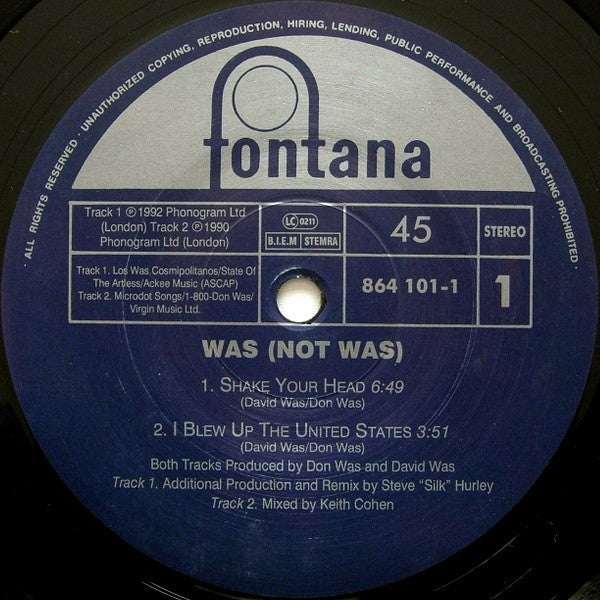 ALL RIGHTS RESERVED · UNAUTHORIZED COPYING, REPRODUCTION, HIRING, LENDING, PUBLIC PERFORMANCE AND BROADCASTING PROHIBITED ·
fontana
Track 1 ℗ 1992 Phonogram Ltd
(London) Track 2 ℗ 1990
Phonogram Ltd (London)
LC 0211
B.I.E.M STEMRA
45
STEREO
Track 1. Los Was Cosmipolitanos/State Of
The Artless/Ackee Music (ASCAP)
Track 2. Microdot Songs/1-800-Don Was/
Virgin Music Ltd.
864 101-1
1
WAS (NOT WAS)
1. SHAKE YOUR HEAD 6:49
(David Was/Don Was)
2. I BLEW UP THE UNITED STATES 3:51
(David Was/Don Was)
Both Tracks Produced by Don Was and David Was
Track 1. Additional Production and Remix by Steve "Silk" Hurley
Track 2. Mixed by Keith Cohen